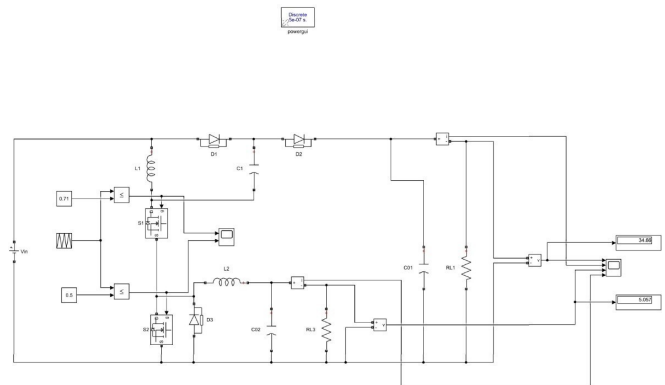 Discrete
5e-07 s
powergui
D1
D2
L1
C1
0.71
≤
S1
34.66
Vin
C01
RL1
L2
0.5
≤
5.057
S2
D3
C02
RL3